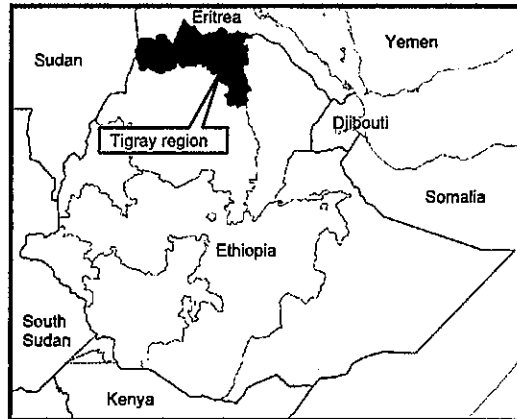 Eritrea
Yemen
Sudan
Djibouti
Tigray region
Somalia
Ethiopia
South
Sudan
Kenya